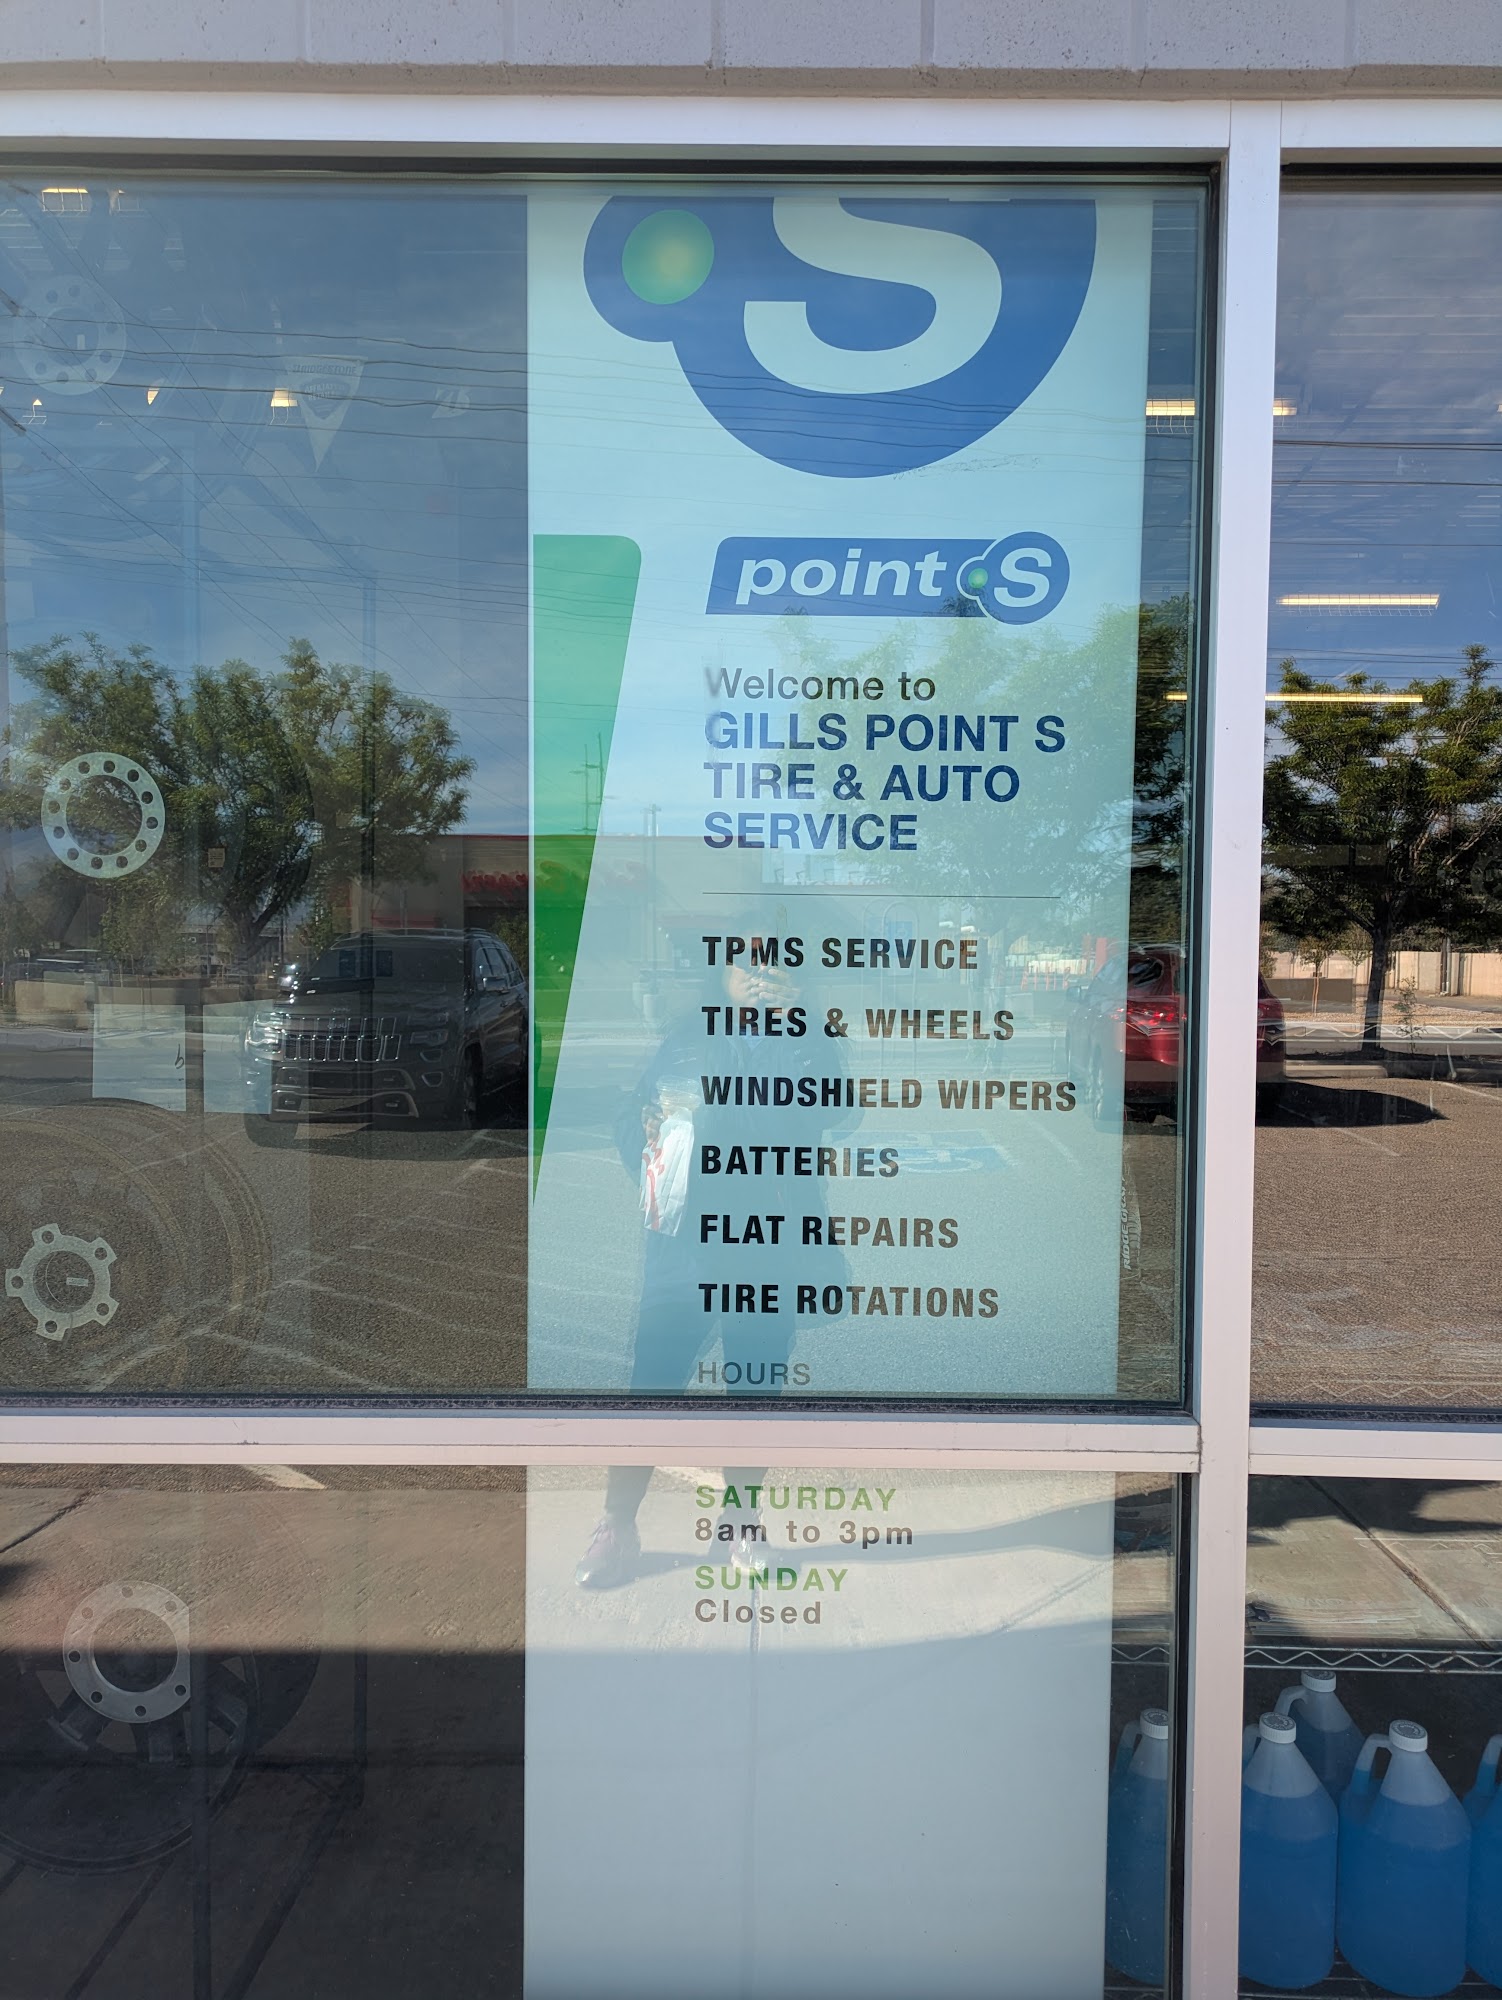 S
point S
Welcome to
GILLS POINT S
TIRE & AUTO
SERVICE
TPMS SERVICE
TIRES & WHEELS
WINDSHIELD WIPERS
BATTERIES
FLAT REPAIRS
TIRE ROTATIONS
HOURS
SATURDAY
8am to 3pm
SUNDAY
Closed